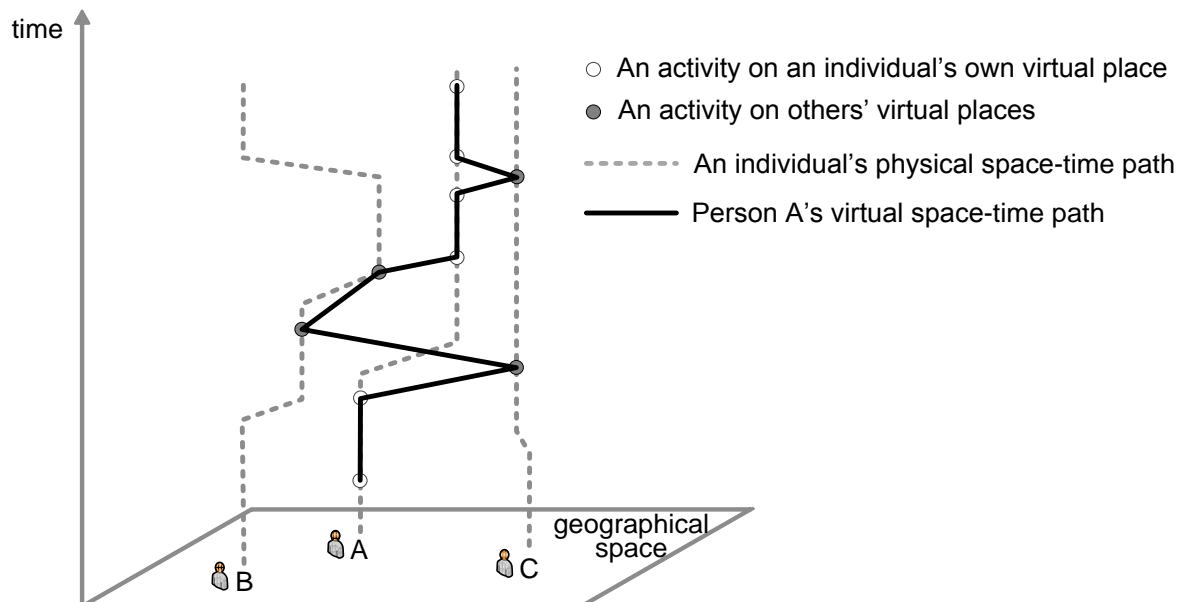 time
An activity on an individual's own virtual place
An activity on others' virtual places
An individual's physical space-time path
Person A's virtual space-time path
geographical
space
A
B
C